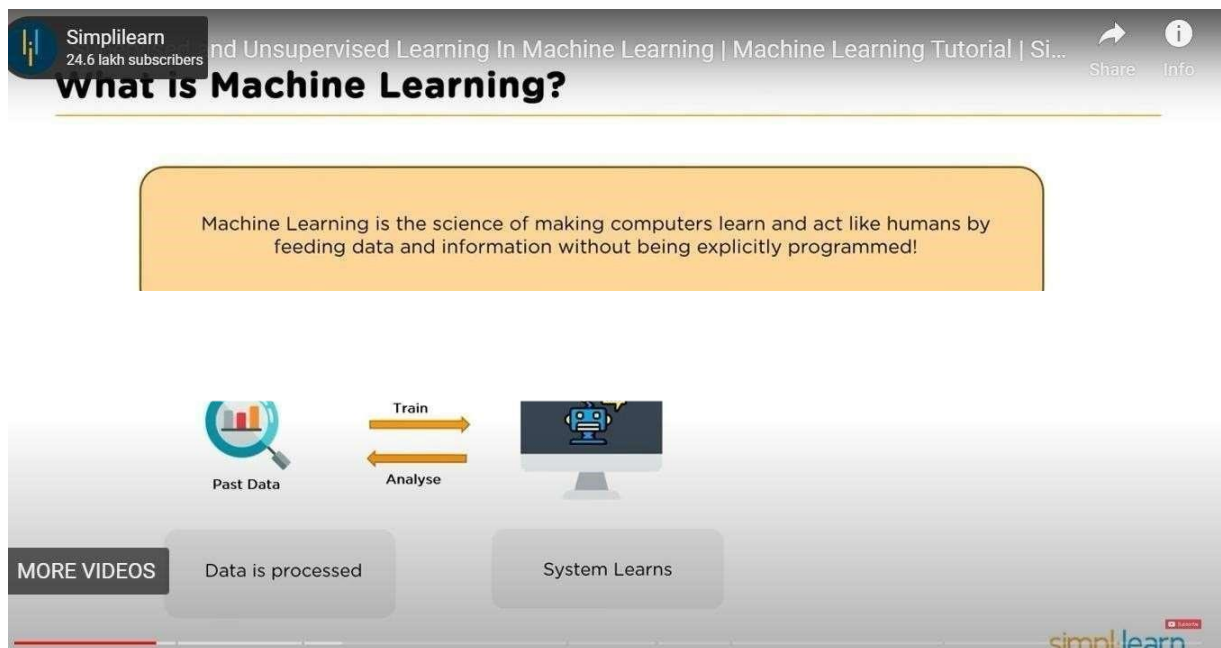 Simplilearn
24.6 lakh subscribers
nd Unsupervised Learning In Machine Learning | Machine Learning Tutorial | Si...
Share
Info
What is Machine Learning?
Machine Learning is the science of making computers learn and act like humans by
feeding data and information without being explicitly programmed!
Train
Past Data
Analyse
MORE VIDEOS
Data is processed
System Learns
simplilearn